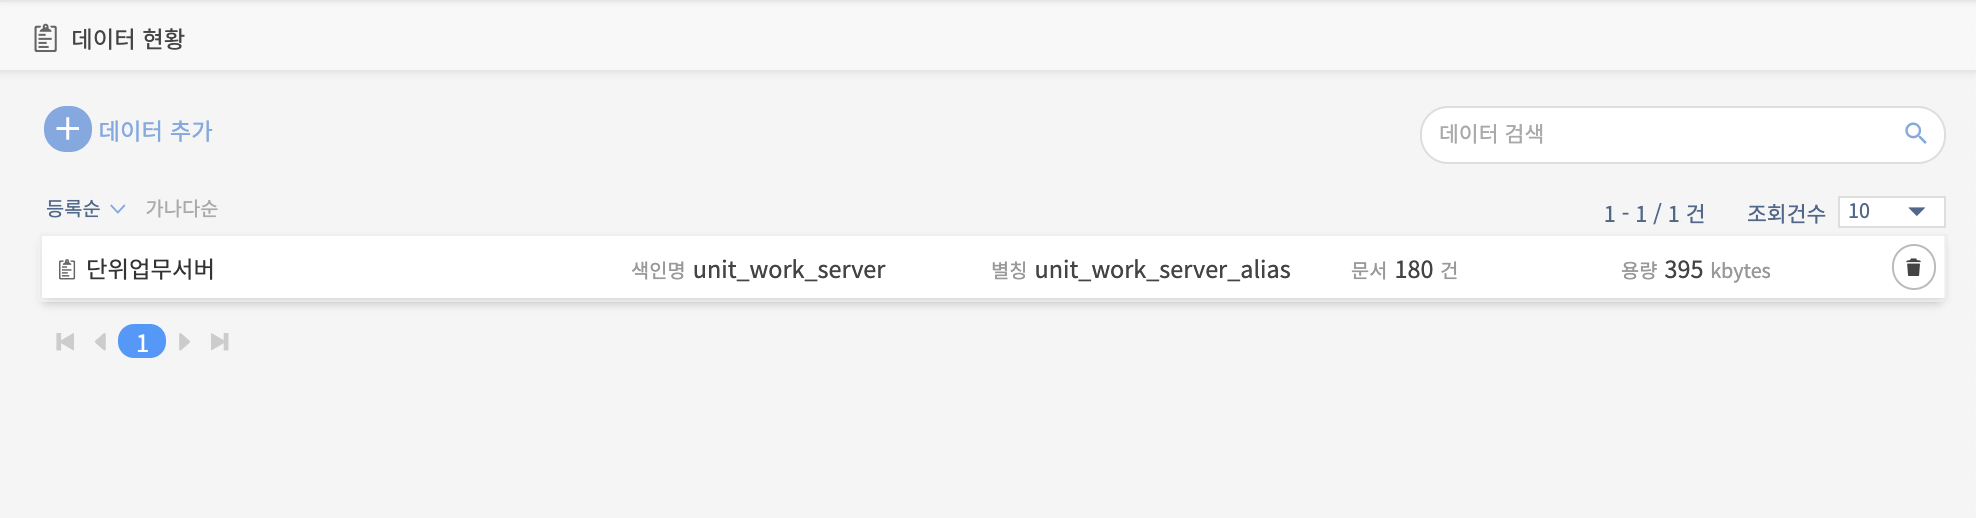 데이터 현황
데이터 추가
데이터 검색
등록순 가나다순 1 - 1 / 1 건 조회건수 10
단위업무서버 색인명 unit_work_server 별칭 unit_work_server_alias 문서 180 건 용량 395 kbytes
1